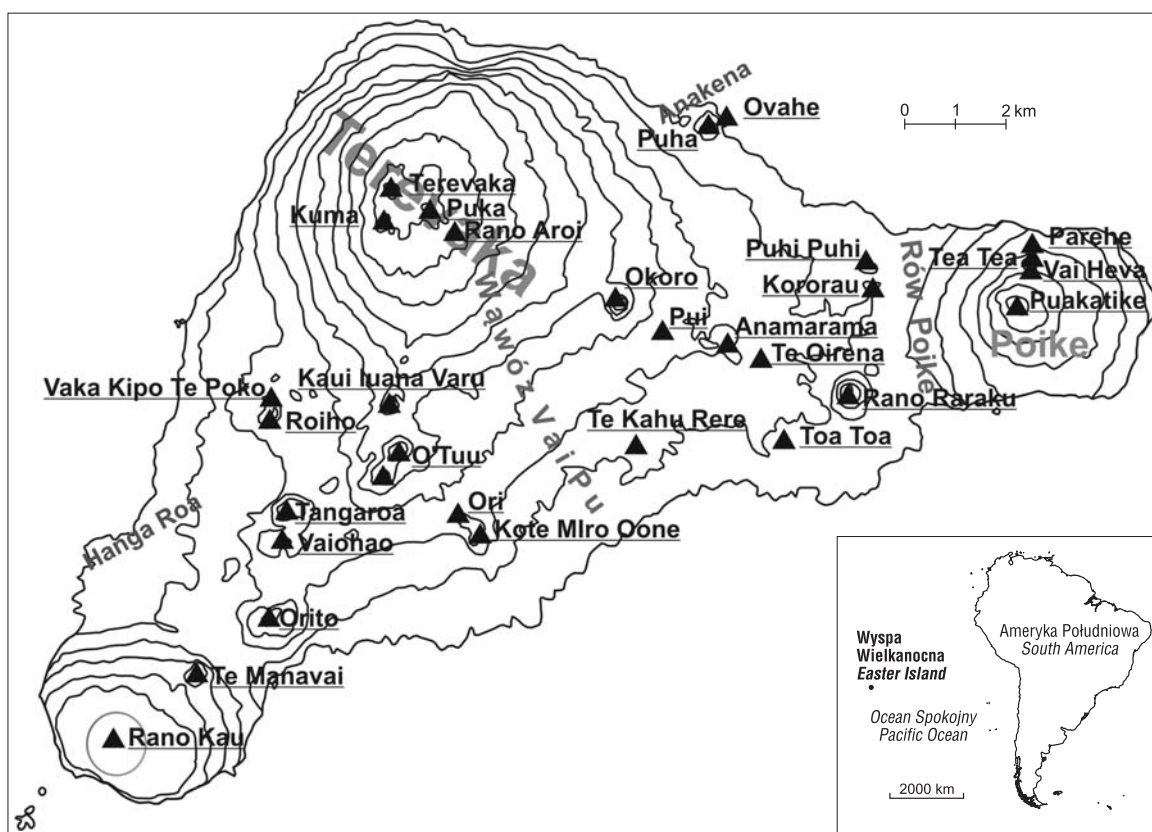 Anakena
Ovahe
Puha
0 1 2 km
Terevaka
Terevaka
Puka
Kuma
Rano Aroi
Rów Pojke
Parehe
Puhi Puhi
Tea Tea
Vai Heva
Kororau
Okoro
Puakatike
Pui
Anamarama
Poike
Te Oirena
Wąwóz Vai Pu
Kaui Iuana Varu
Vaka Kipo Te Poko
Rano Raraku
Roiho
Te Kahu Rere
Toa Toa
O'Tuu
Ori
Tangaroa
Hanga Roa
Kote MIro Oone
Vaiohao
Orito
Te Manavai
Rano Kau
Ameryka Południowa
South America
Wyspa
Wielkanocna
Easter Island
Ocean Spokojny
Pacific Ocean
2000 km